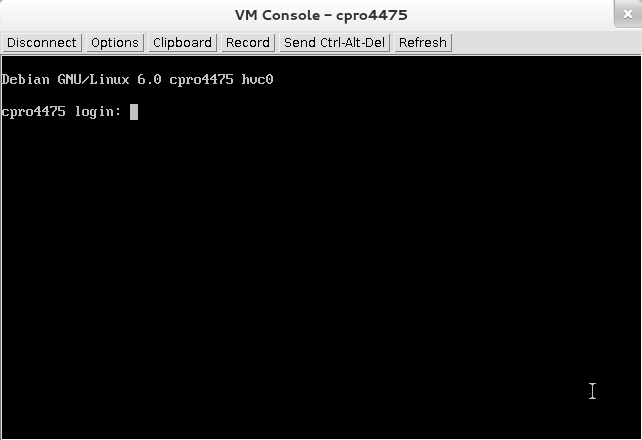 VM Console - cpro4475
Disconnect Options Clipboard Record Send Ctrl-Alt-Del Refresh
Debian GNU/Linux 6.0 cpro4475 hvc0
cpro4475 login: